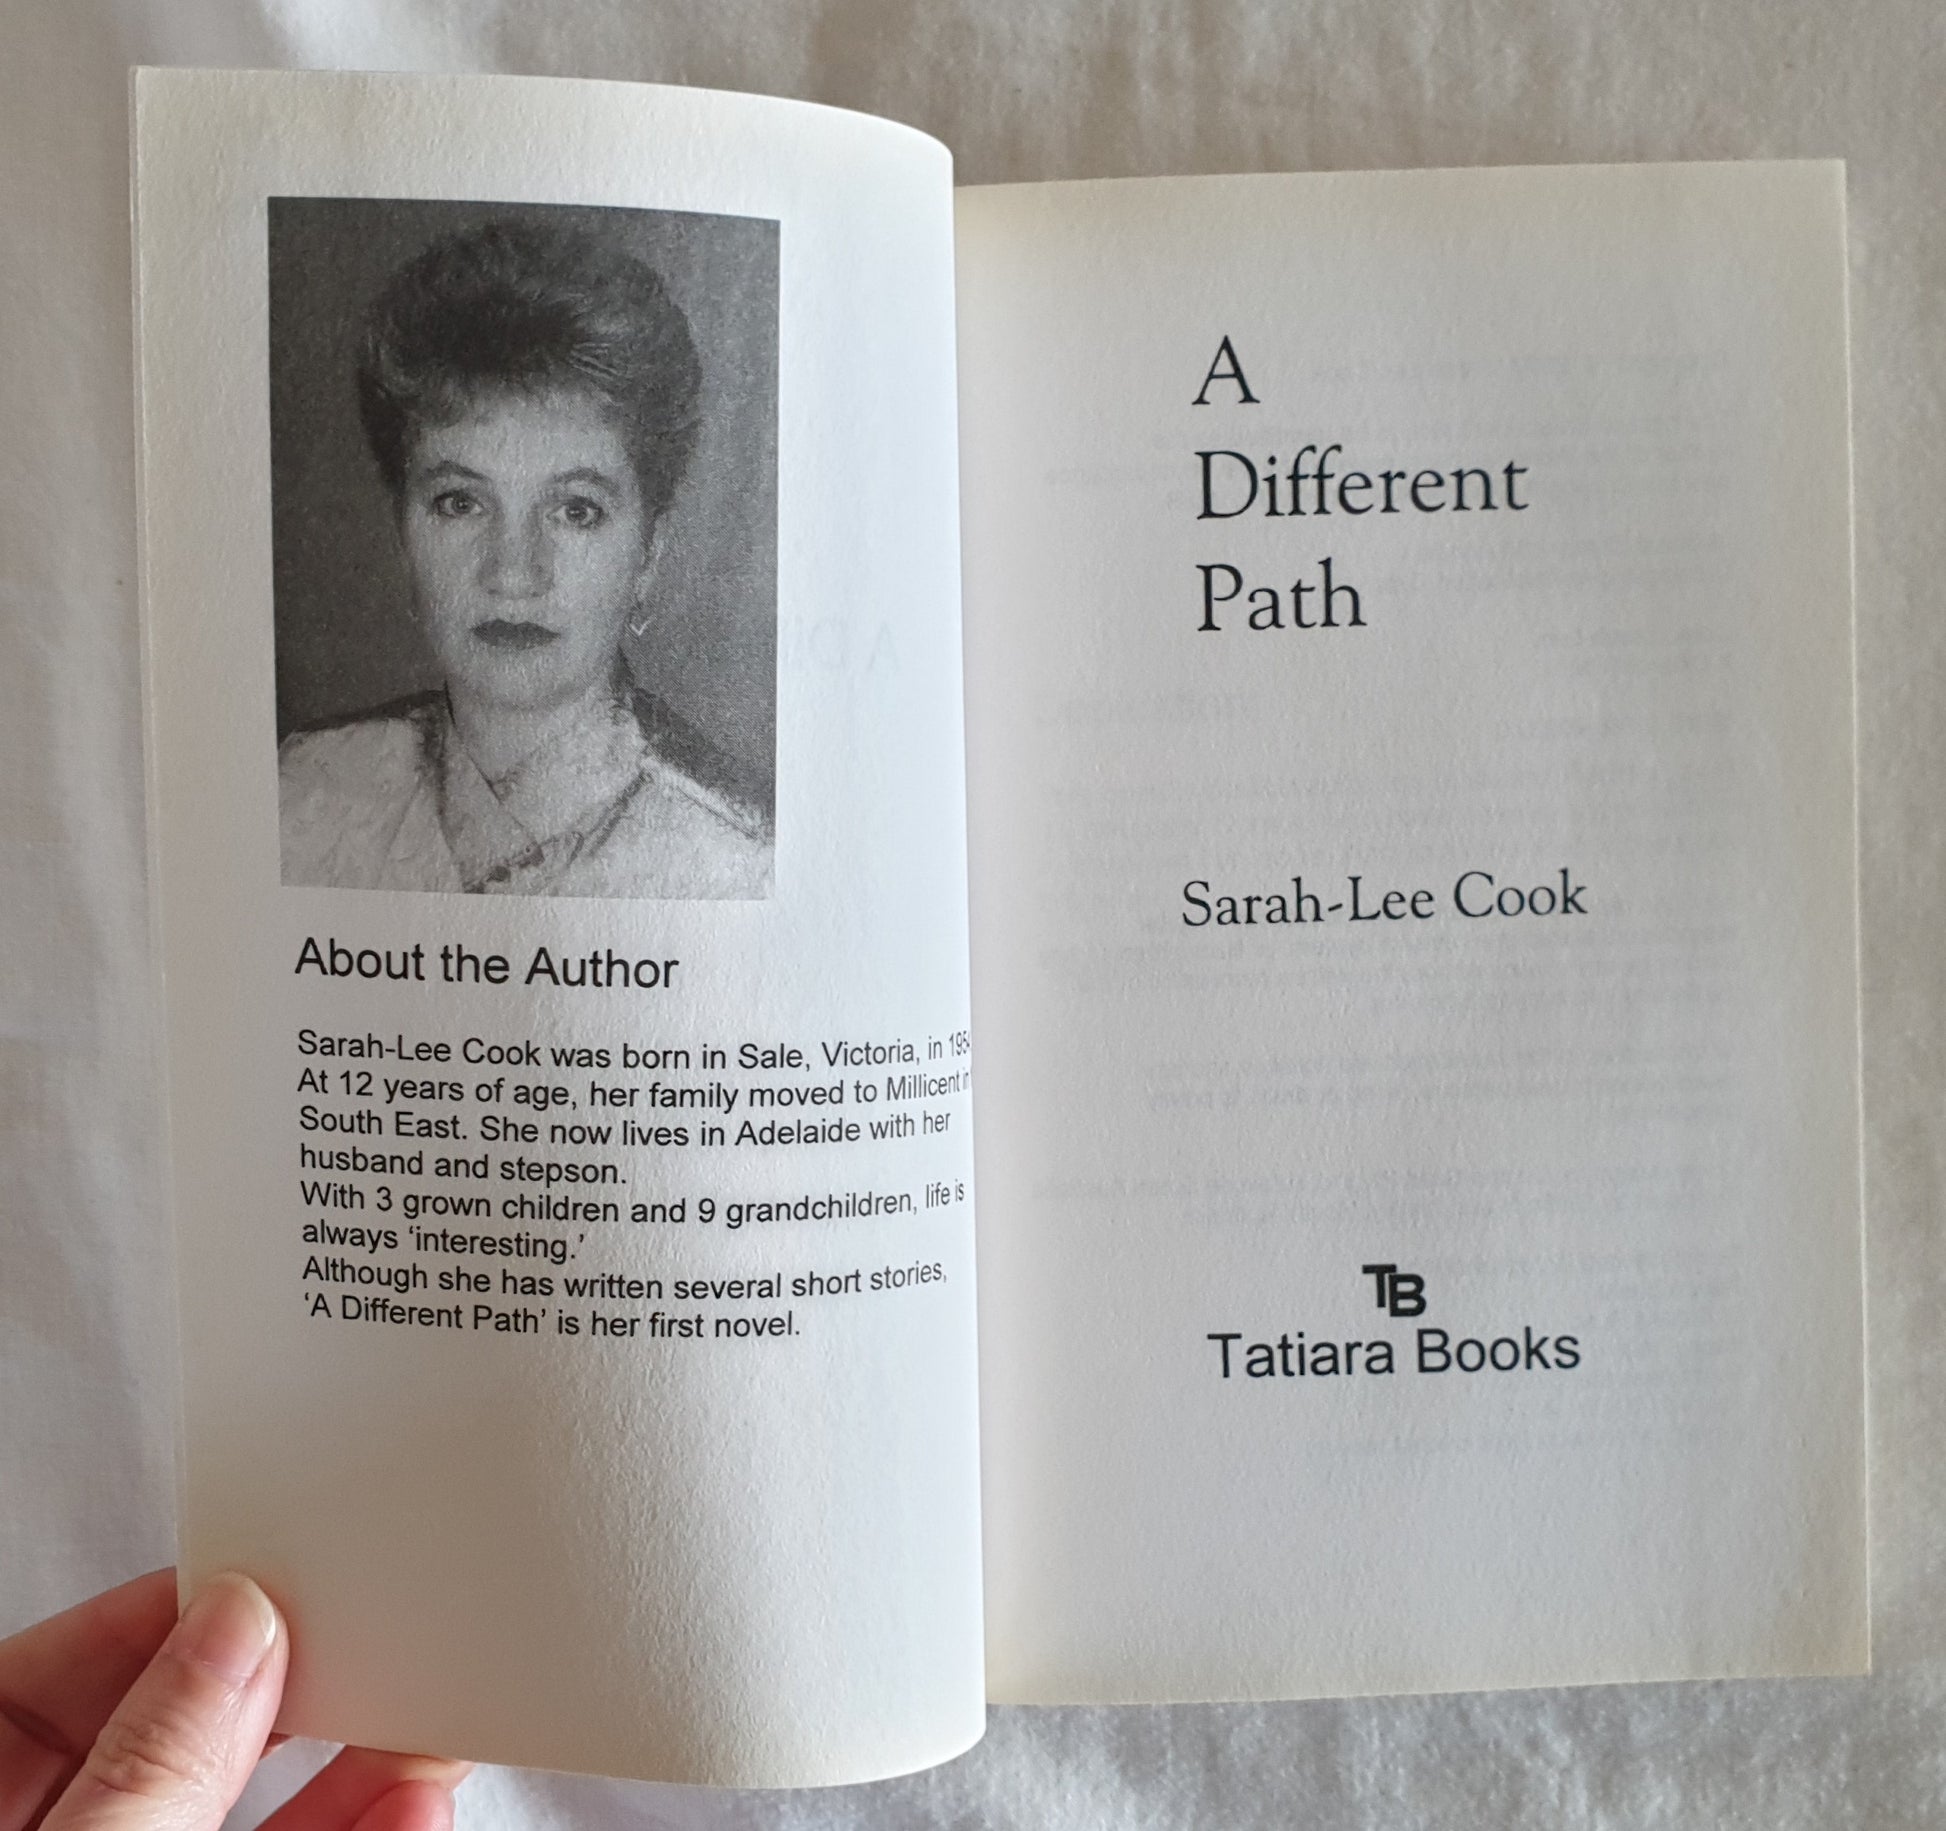 About the Author
Sarah-Lee Cook was born in Sale, Victoria, in 1954
At 12 years of age, her family moved to Millicent in
South East. She now lives in Adelaide with her
husband and stepson.
With 3 grown children and 9 grandchildren, life is
always ‘interesting.’
Although she has written several short stories,
‘A Different Path’ is her first novel.
A
Different
Path
Sarah-Lee Cook
TB
Tatiara Books